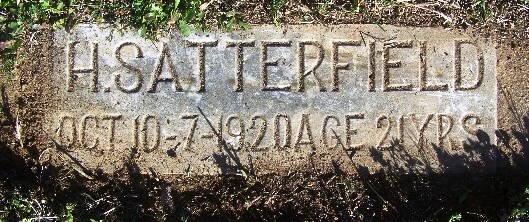 H. SATTERFIELD
OCT 10-7-1920 AGE 21 YRS